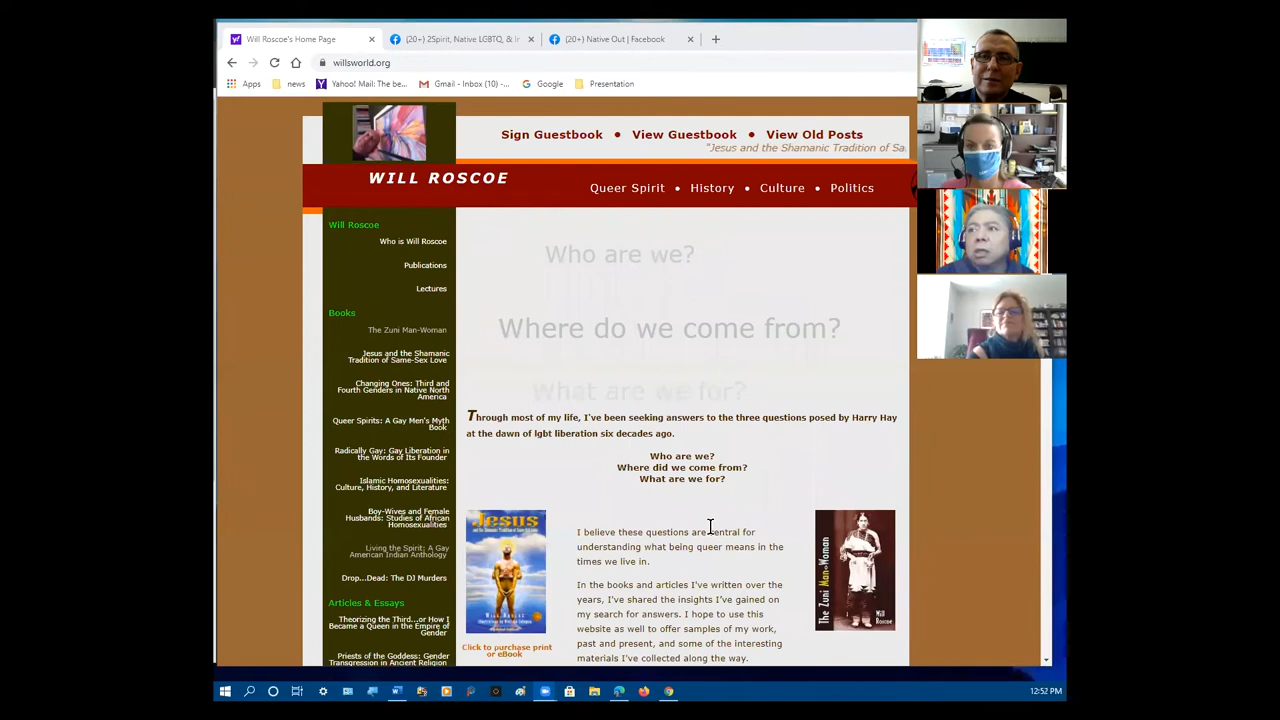 Will Roscoe's Home Page
(20+) 2Spirit, Native LGBTQ, & Ir
(20+) Native Out | Facebook
willsworld.org
Apps
news
Yahoo! Mail: The be
Gmail - Inbox (10) -
Google
Presentation
Sign Guestbook • View Guestbook • View Old Posts
"Jesus and the Shamanic Tradition of Sa
WILL ROSCOE
Queer Spirit • History • Culture • Politics
Will Roscoe
Who is Will Roscoe
Publications
Lectures
Books
The Zuni Man-Woman
Jesus and the Shamanic
Tradition of Same-Sex Love
Changing Ones: Third and
Fourth Genders in Native North
America
Queer Spirits: A Gay Men's Myth
Book
Radically Gay: Gay Liberation in
the Words of Its Founder
Islamic Homosexualities:
Culture, History, and Literature
Boy-Wives and Female
Husbands: Studies of African
Homosexualities
Living the Spirit: A Gay
American Indian Anthology
Drop...Dead: The DJ Murders
Articles & Essays
Theorizing the Third...or How I
Became a Queen in the Empire of
Gender
Priests of the Goddess: Gender
Transgression in Ancient Religion
Who are we?
Where do we come from?
What are we for?
Through most of my life, I've been seeking answers to the three questions posed by Harry Hay
at the dawn of lgbt liberation six decades ago.
Who are we?
Where did we come from?
What are we for?
Jesus
WILL ROSCOE
Click to purchase print
or eBook
I believe these questions are central for
understanding what being queer means in the
times we live in.
In the books and articles I've written over the
years, I've shared the insights I've gained on
my search for answers. I hope to use this
website as well to offer samples of my work,
past and present, and some of the interesting
materials I've collected along the way.
The Zuni Man-Woman
Will
Roscoe
12:52 PM